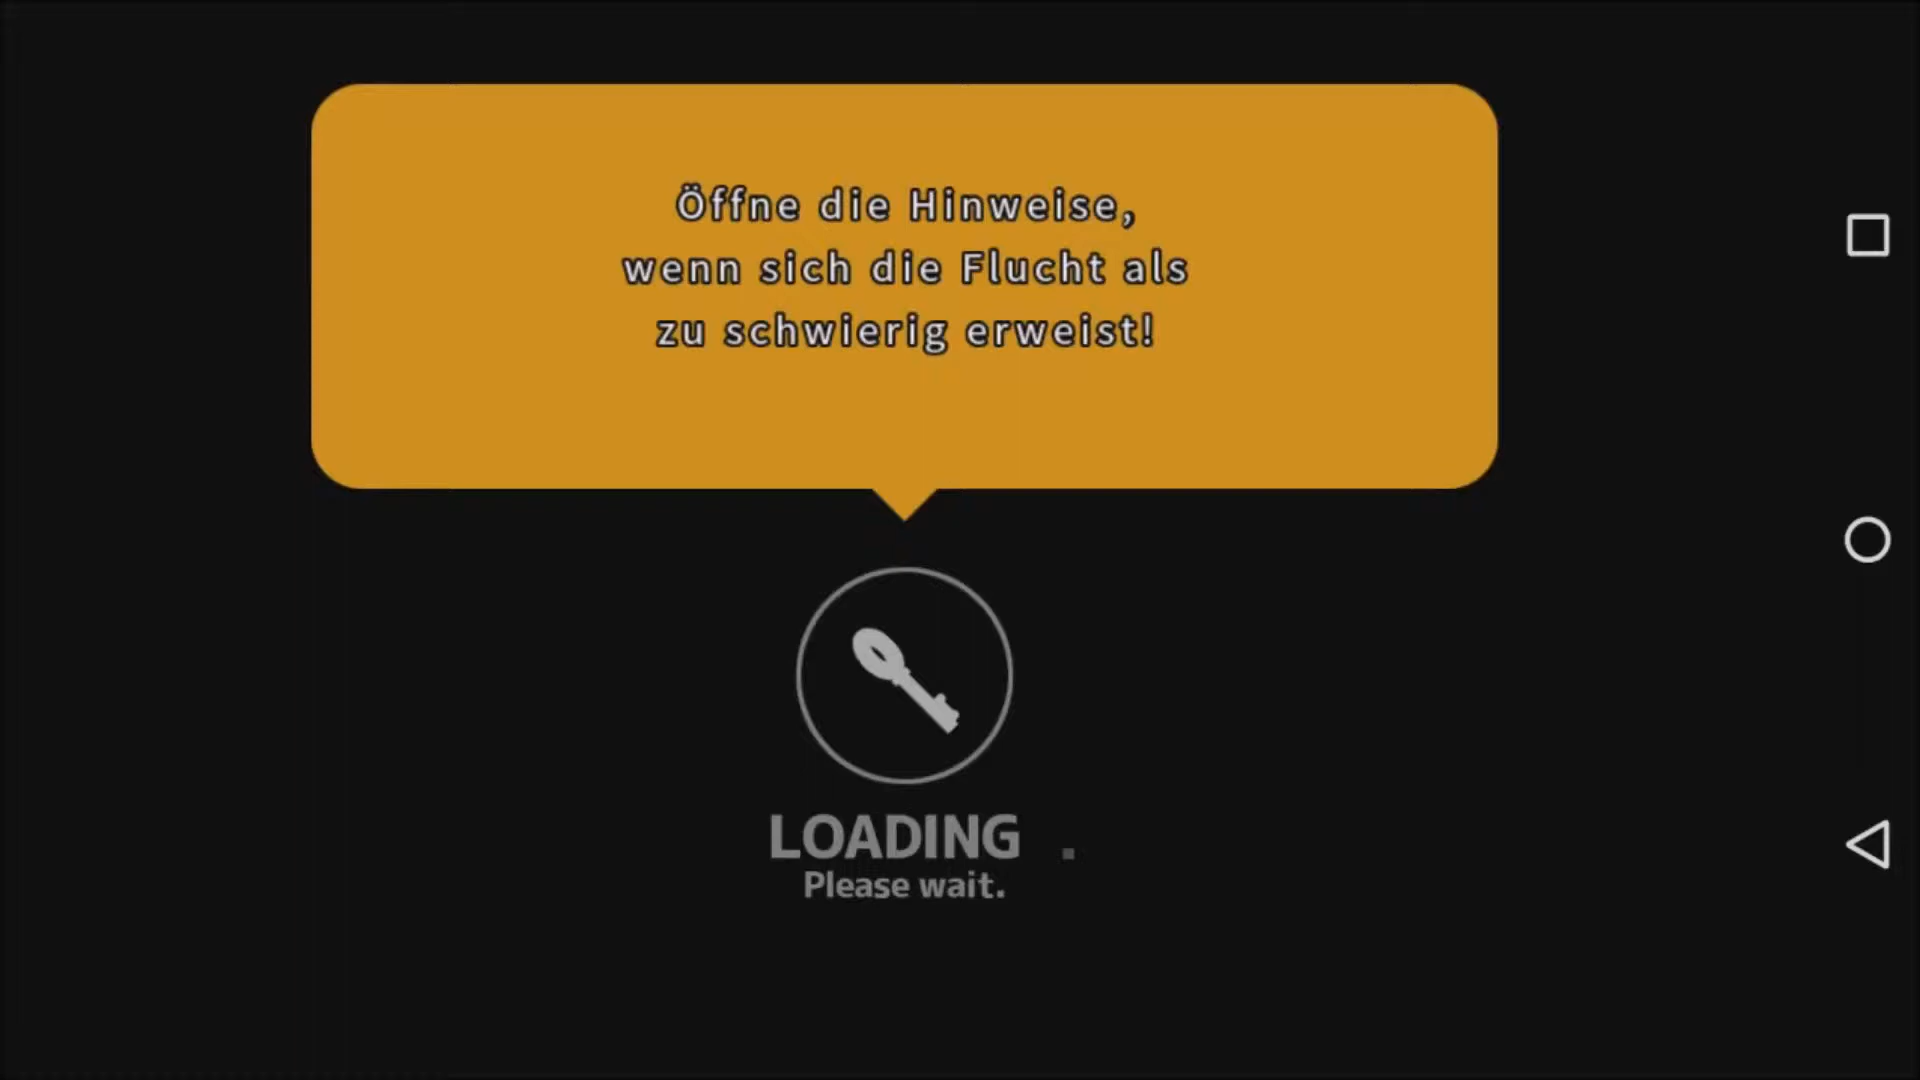 Öffne die Hinweise,
wenn sich die Flucht als
zu schwierig erweist!
LOADING .
Please wait.